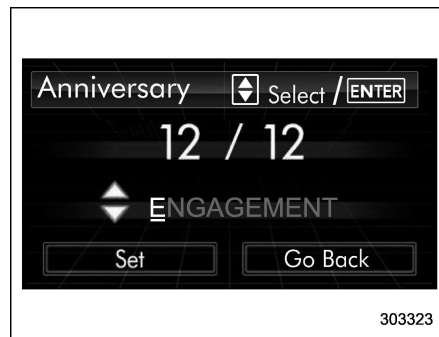 Anniversary Select / ENTER
12 / 12
ENGAGEMENT
Set Go Back
303323